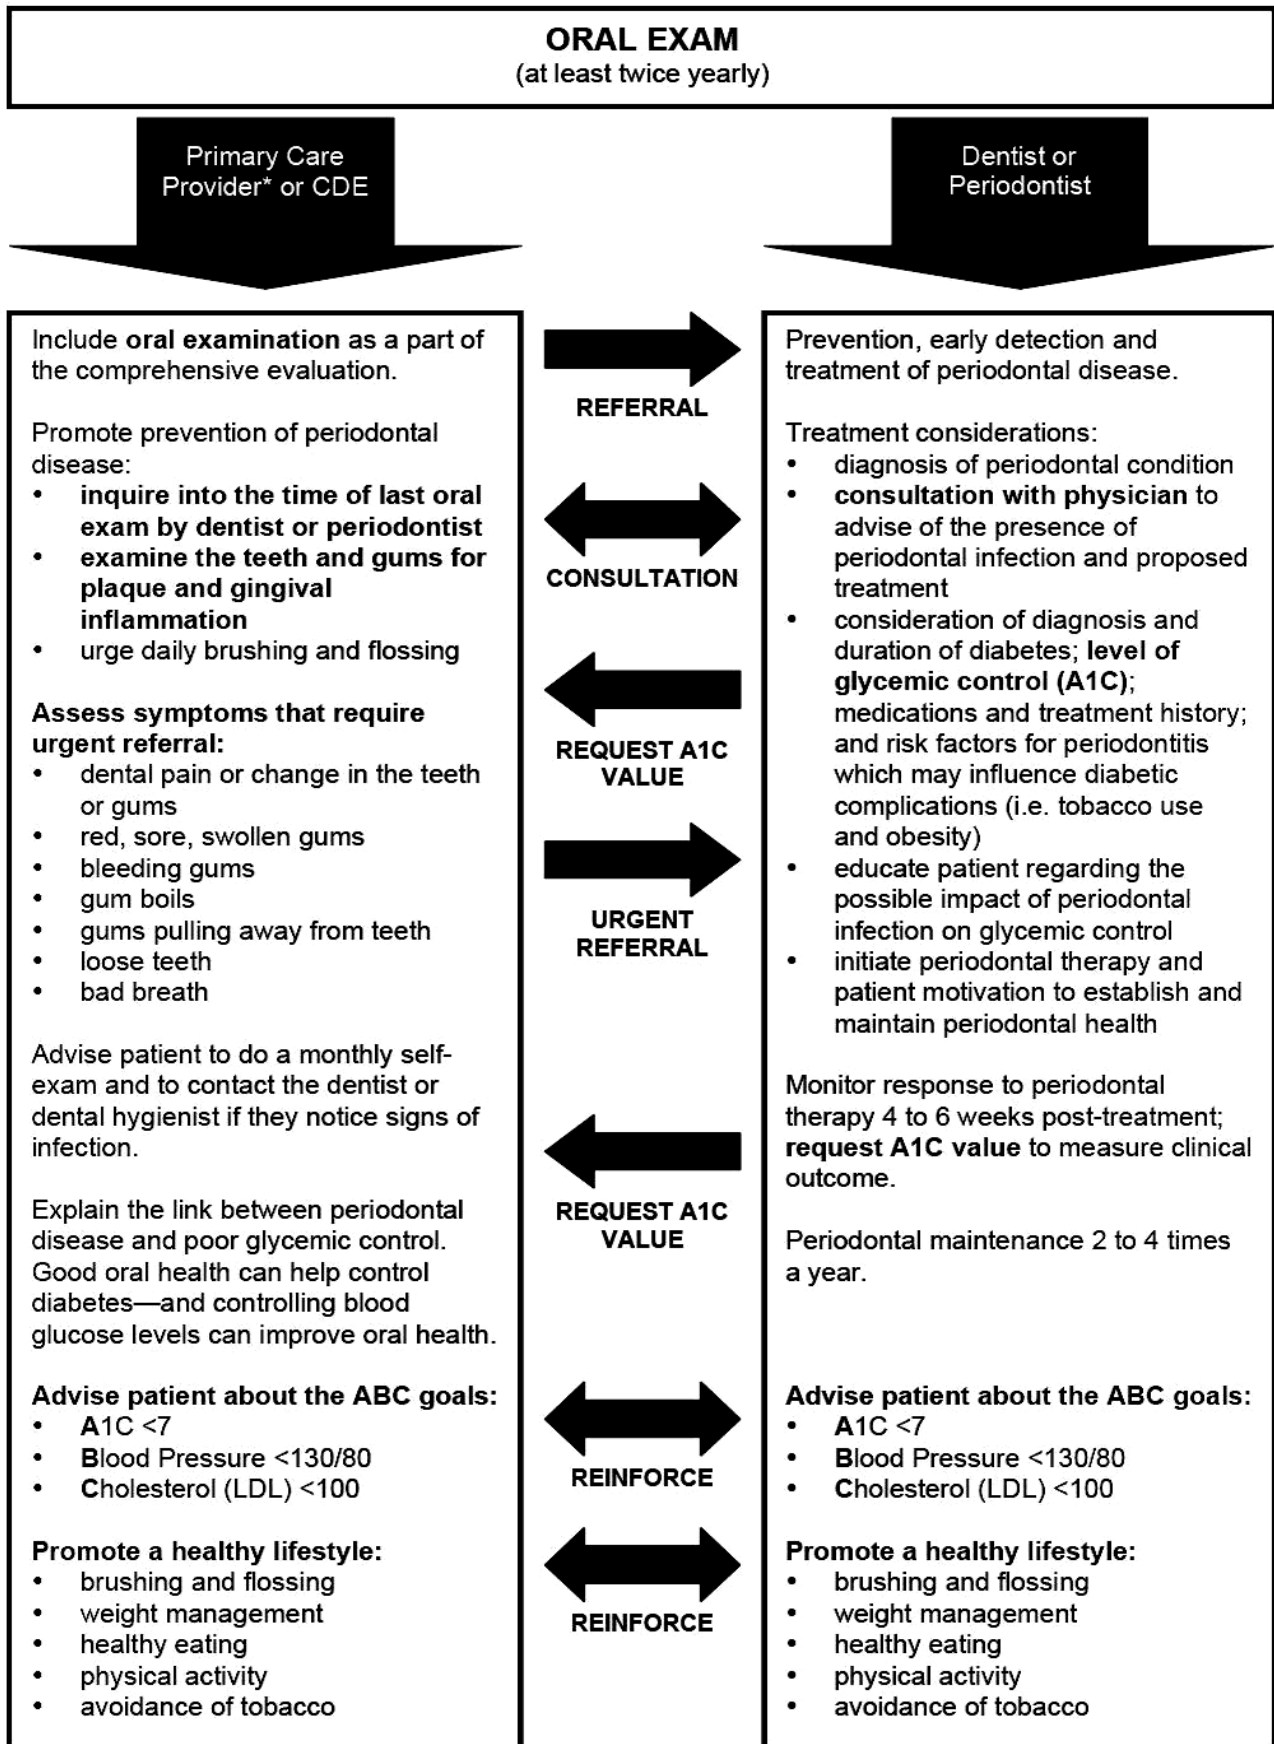 ORAL EXAM
(at least twice yearly)
Primary Care
Provider* or CDE
Dentist or
Periodontist
Include oral examination as a part of
the comprehensive evaluation.
Promote prevention of periodontal
disease:
• inquire into the time of last oral
exam by dentist or periodontist
• examine the teeth and gums for
plaque and gingival
inflammation
• urge daily brushing and flossing
Assess symptoms that require
urgent referral:
• dental pain or change in the teeth
or gums
• red, sore, swollen gums
• bleeding gums
• gum boils
• gums pulling away from teeth
• loose teeth
• bad breath
Advise patient to do a monthly self-
exam and to contact the dentist or
dental hygienist if they notice signs of
infection.
Explain the link between periodontal
disease and poor glycemic control.
Good oral health can help control
diabetes—and controlling blood
glucose levels can improve oral health.
Advise patient about the ABC goals:
• A1C <7
• Blood Pressure <130/80
• Cholesterol (LDL) <100
Promote a healthy lifestyle:
• brushing and flossing
• weight management
• healthy eating
• physical activity
• avoidance of tobacco
REFERRAL
CONSULTATION
REQUEST A1C
VALUE
URGENT
REFERRAL
REQUEST A1C
VALUE
REINFORCE
REINFORCE
Prevention, early detection and
treatment of periodontal disease.
Treatment considerations:
• diagnosis of periodontal condition
• consultation with physician to
advise of the presence of
periodontal infection and proposed
treatment
• consideration of diagnosis and
duration of diabetes; level of
glycemic control (A1C);
medications and treatment history;
and risk factors for periodontitis
which may influence diabetic
complications (i.e. tobacco use
and obesity)
• educate patient regarding the
possible impact of periodontal
infection on glycemic control
• initiate periodontal therapy and
patient motivation to establish and
maintain periodontal health
Monitor response to periodontal
therapy 4 to 6 weeks post-treatment;
request A1C value to measure clinical
outcome.
Periodontal maintenance 2 to 4 times
a year.
Advise patient about the ABC goals:
• A1C <7
• Blood Pressure <130/80
• Cholesterol (LDL) <100
Promote a healthy lifestyle:
• brushing and flossing
• weight management
• healthy eating
• physical activity
• avoidance of tobacco